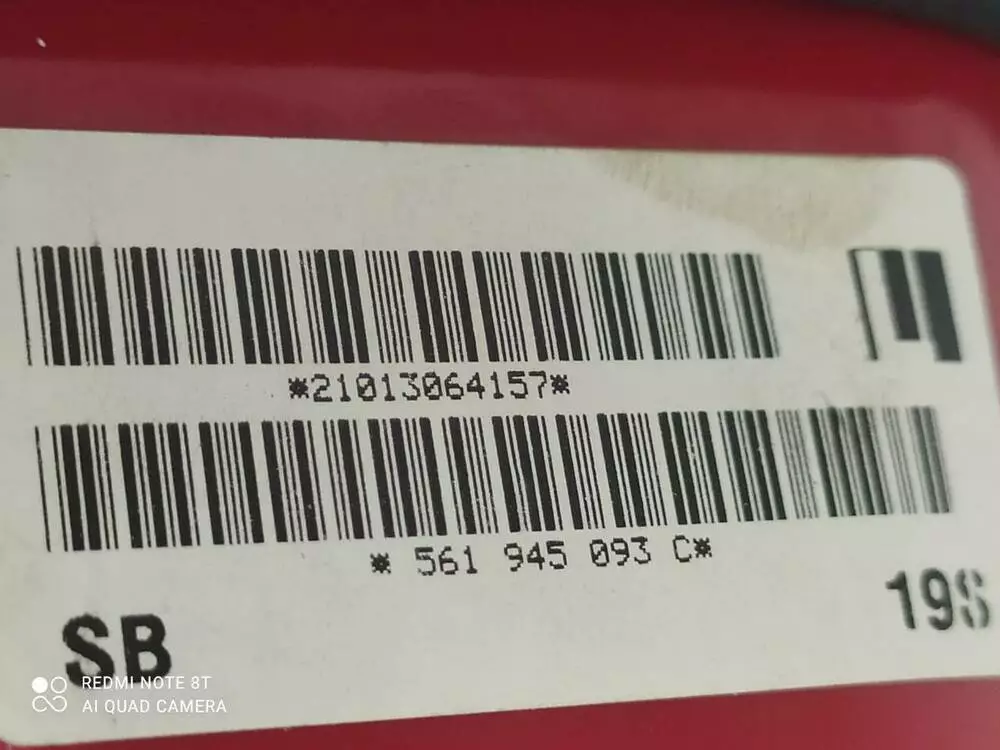 *21013064157*
* 561 945 093 C*
SB
REDMI NOTE 8T
AI QUAD CAMERA